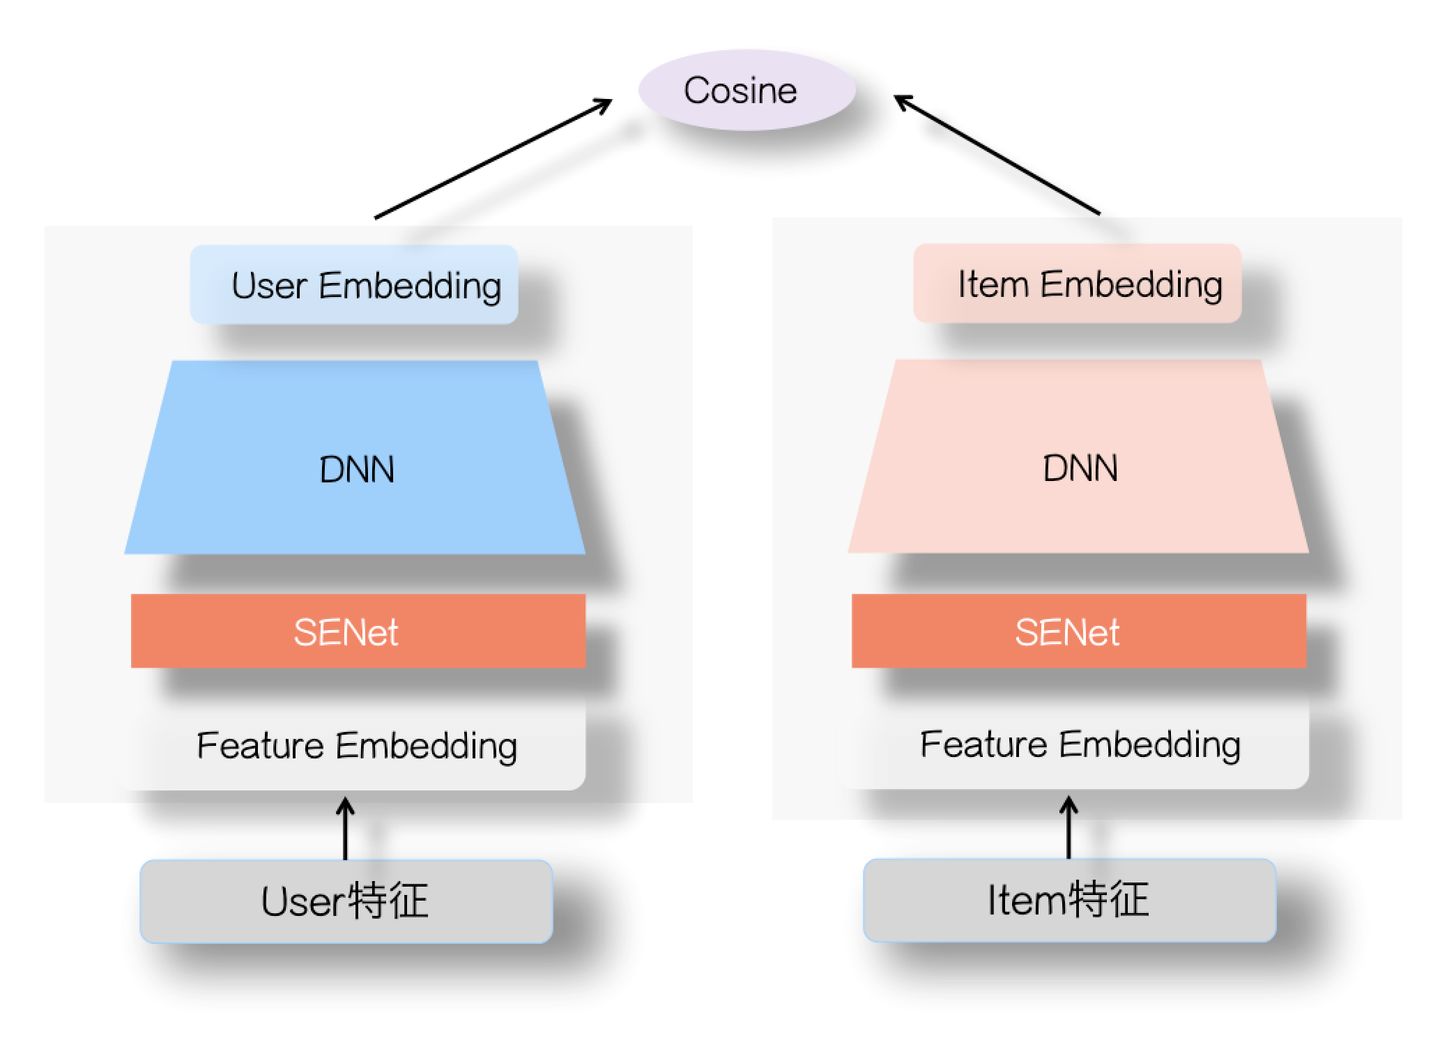 Cosine
User Embedding
DNN
SENet
Feature Embedding
User特征
Item Embedding
DNN
SENet
Feature Embedding
Item特征